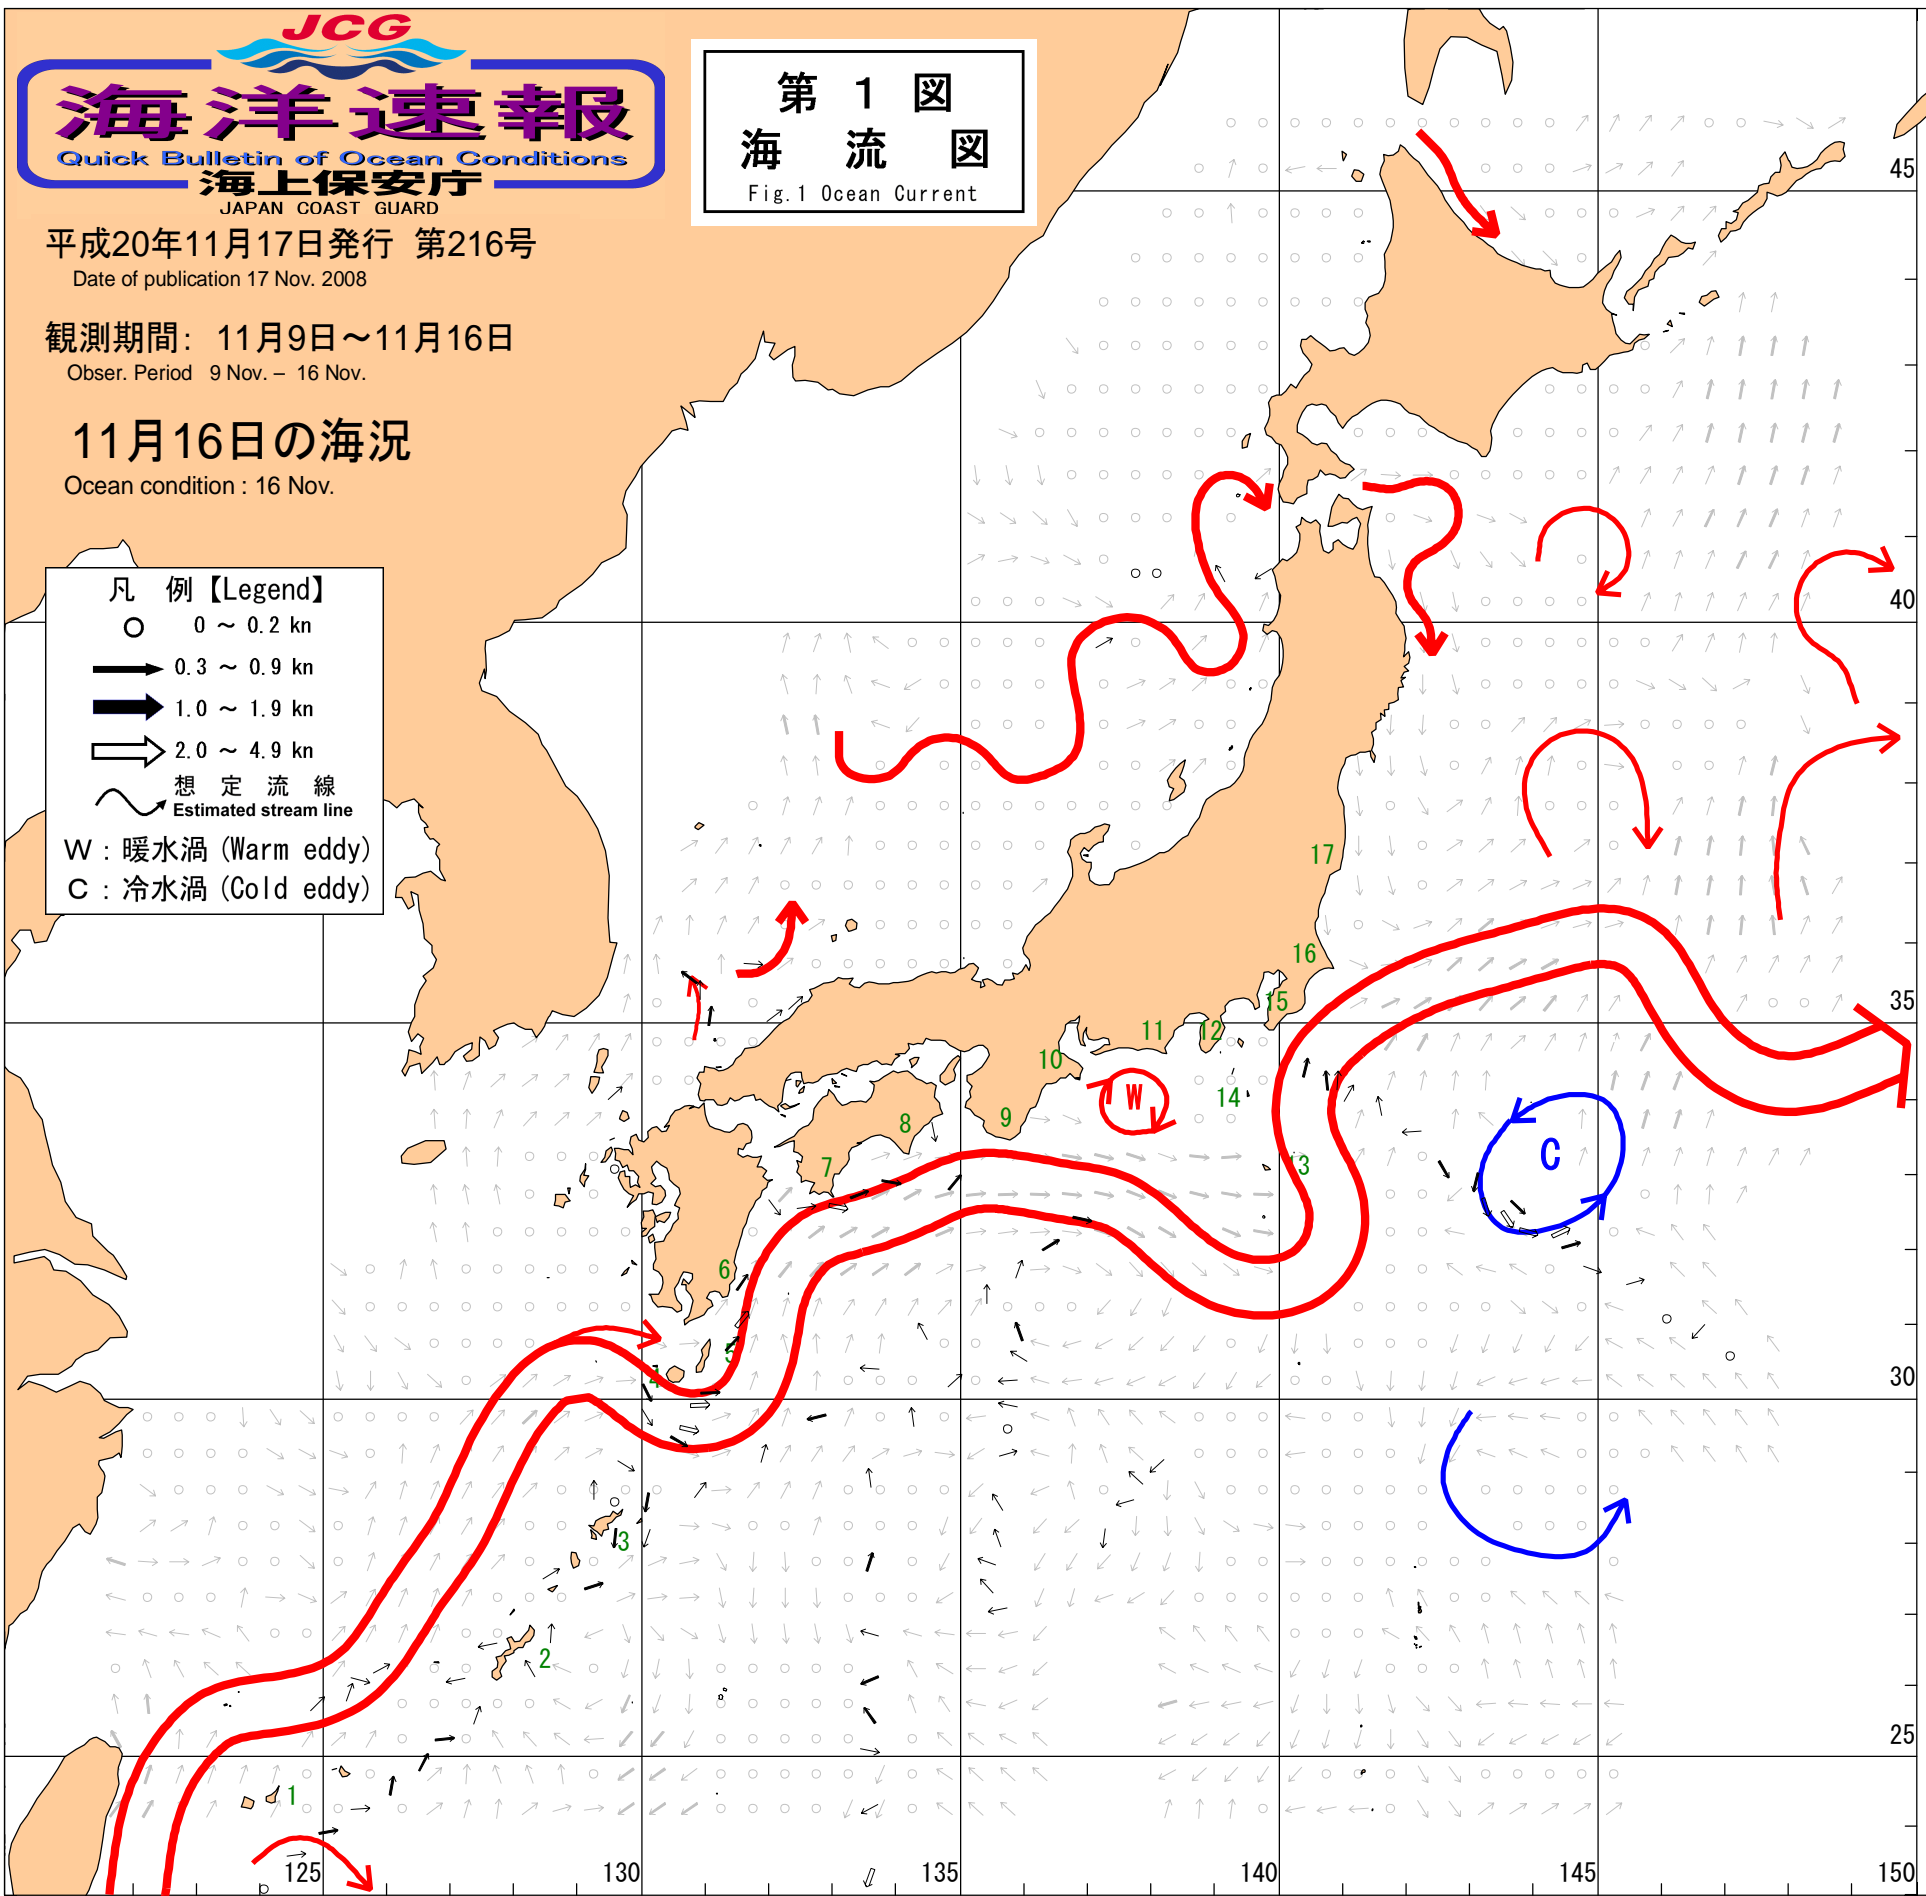 JCG
海洋速報
Quick Bulletin of Ocean Conditions
海上保安庁
JAPAN COAST GUARD
平成20年11月17日発行 第216号
Date of publication 17 Nov. 2008
観測期間: 11月9日～11月16日
Obser. Period 9 Nov. – 16 Nov.
11月16日の海況
Ocean condition : 16 Nov.
第 1 図
海 流 図
Fig.1 Ocean Current
凡 例【Legend】
0 ～ 0.2 kn
0.3 ～ 0.9 kn
1.0 ～ 1.9 kn
2.0 ～ 4.9 kn
想 定 流 線
Estimated stream line
W : 暖水渦 (Warm eddy)
C : 冷水渦 (Cold eddy)
45
40
17
16
35
15
12
11
10
W
14
9
8
C
13
7
6
5
4
30
3
2
25
1
125
130
135
140
145
150